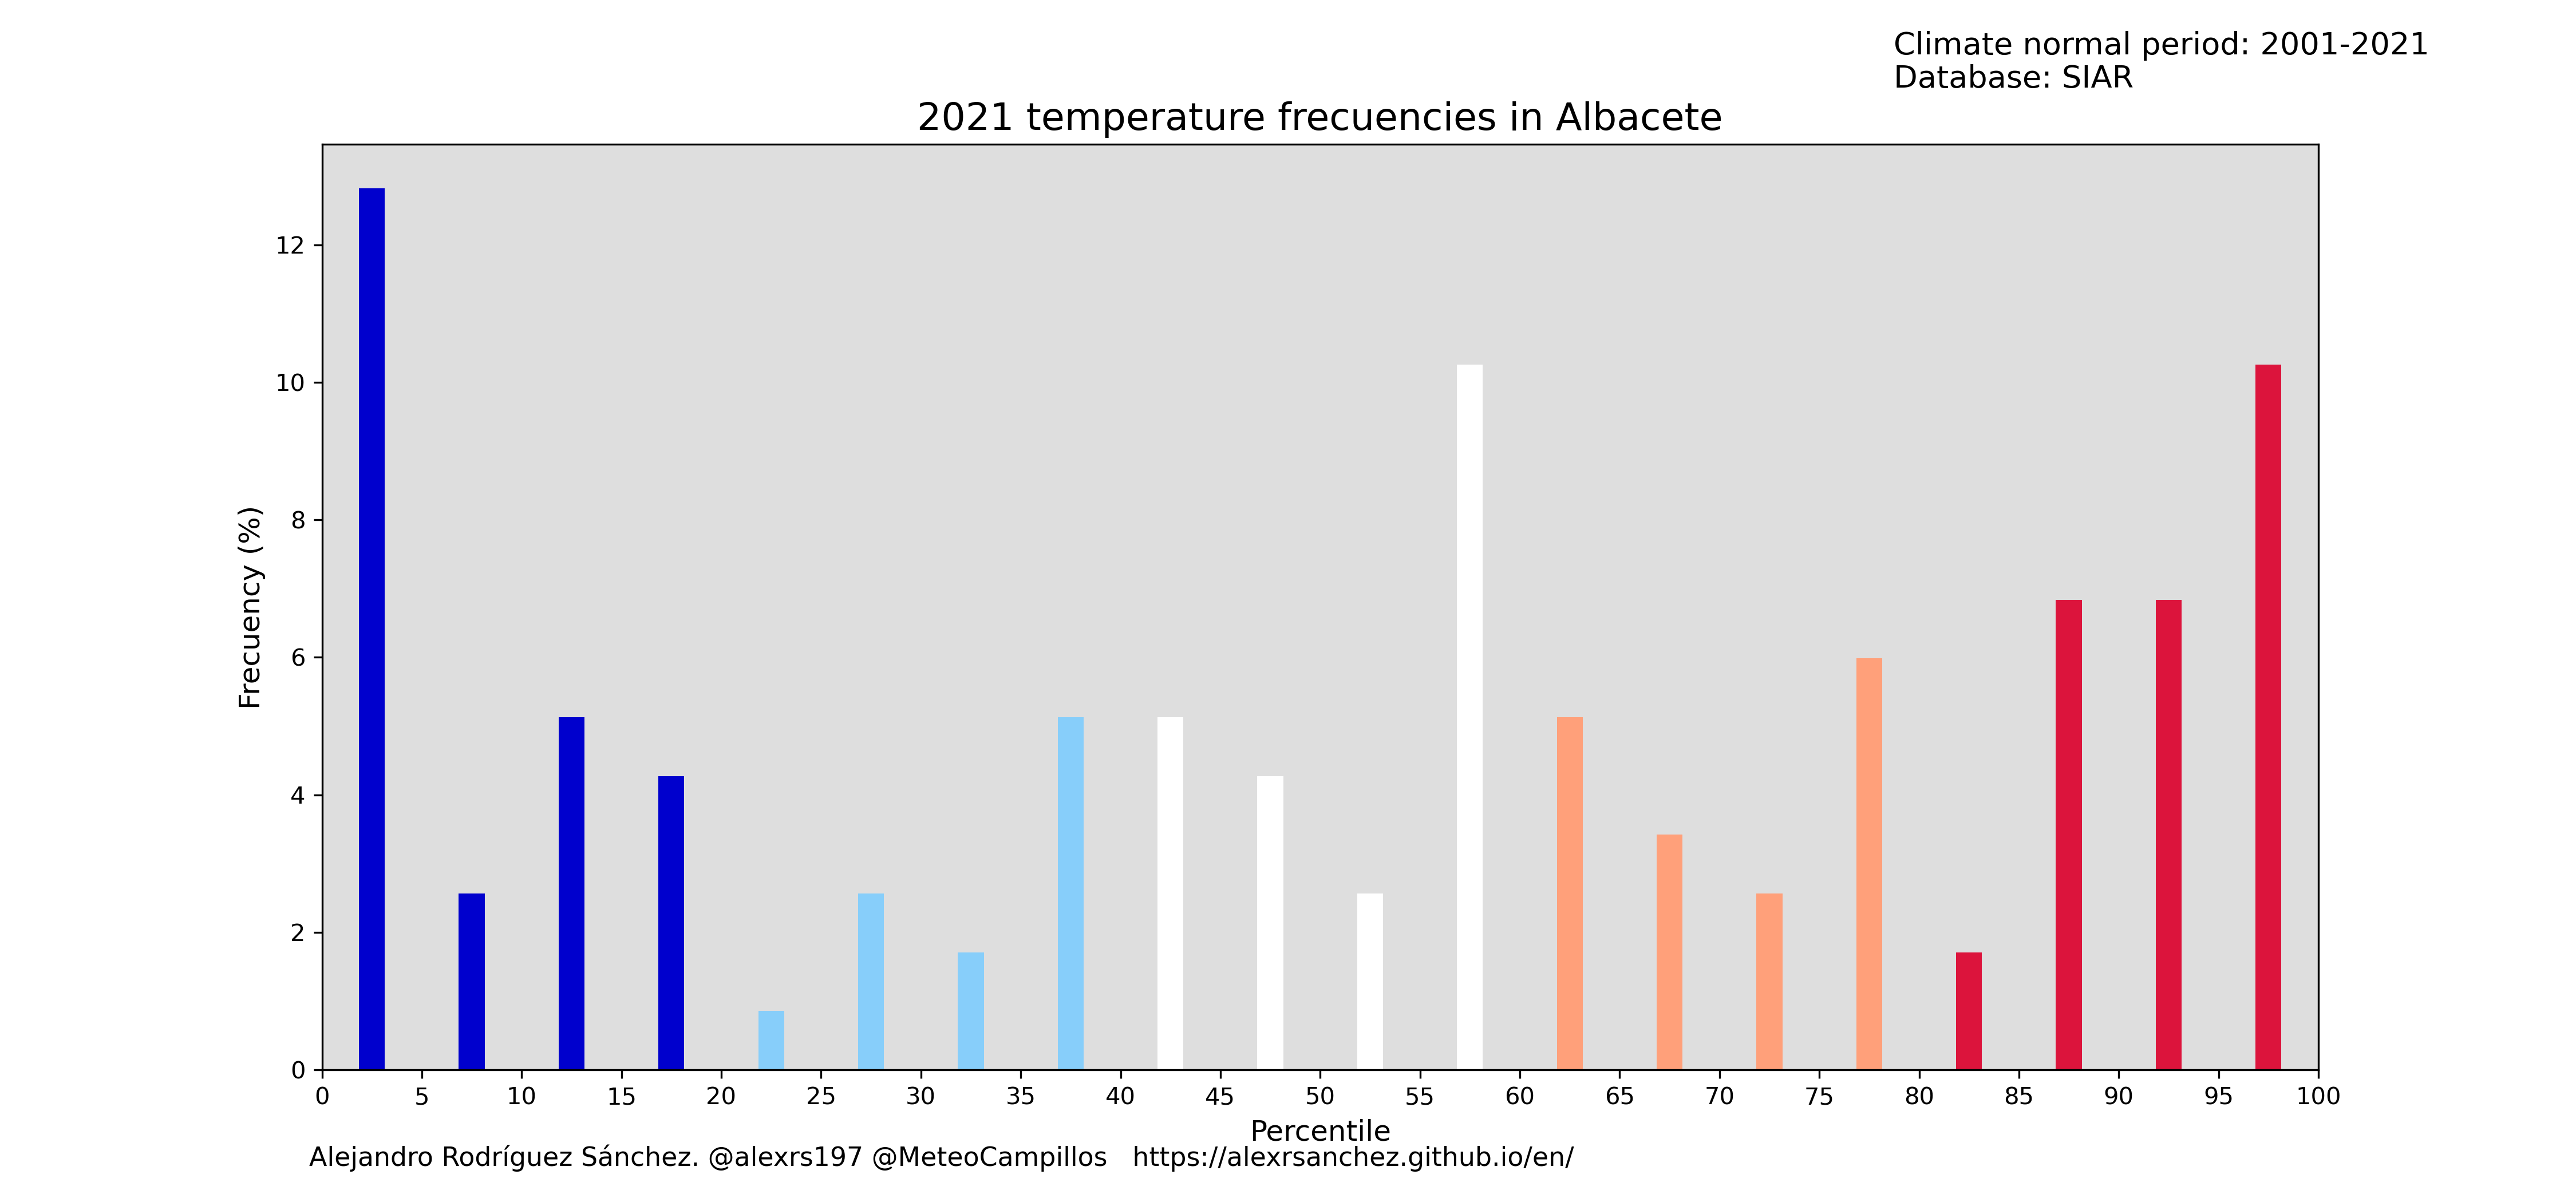 Climate normal period: 2001-2021
Database: SIAR
2021 temperature frecuencies in Albacete
Frecuency (%)
12
10
8
6
4
2
0
0 5 10 15 20 25 30 35 40 45 50 55 60 65 70 75 80 85 90 95 100
Percentile
Alejandro Rodríguez Sánchez. @alexrs197 @MeteoCampillos https://alexrsanchez.github.io/en/